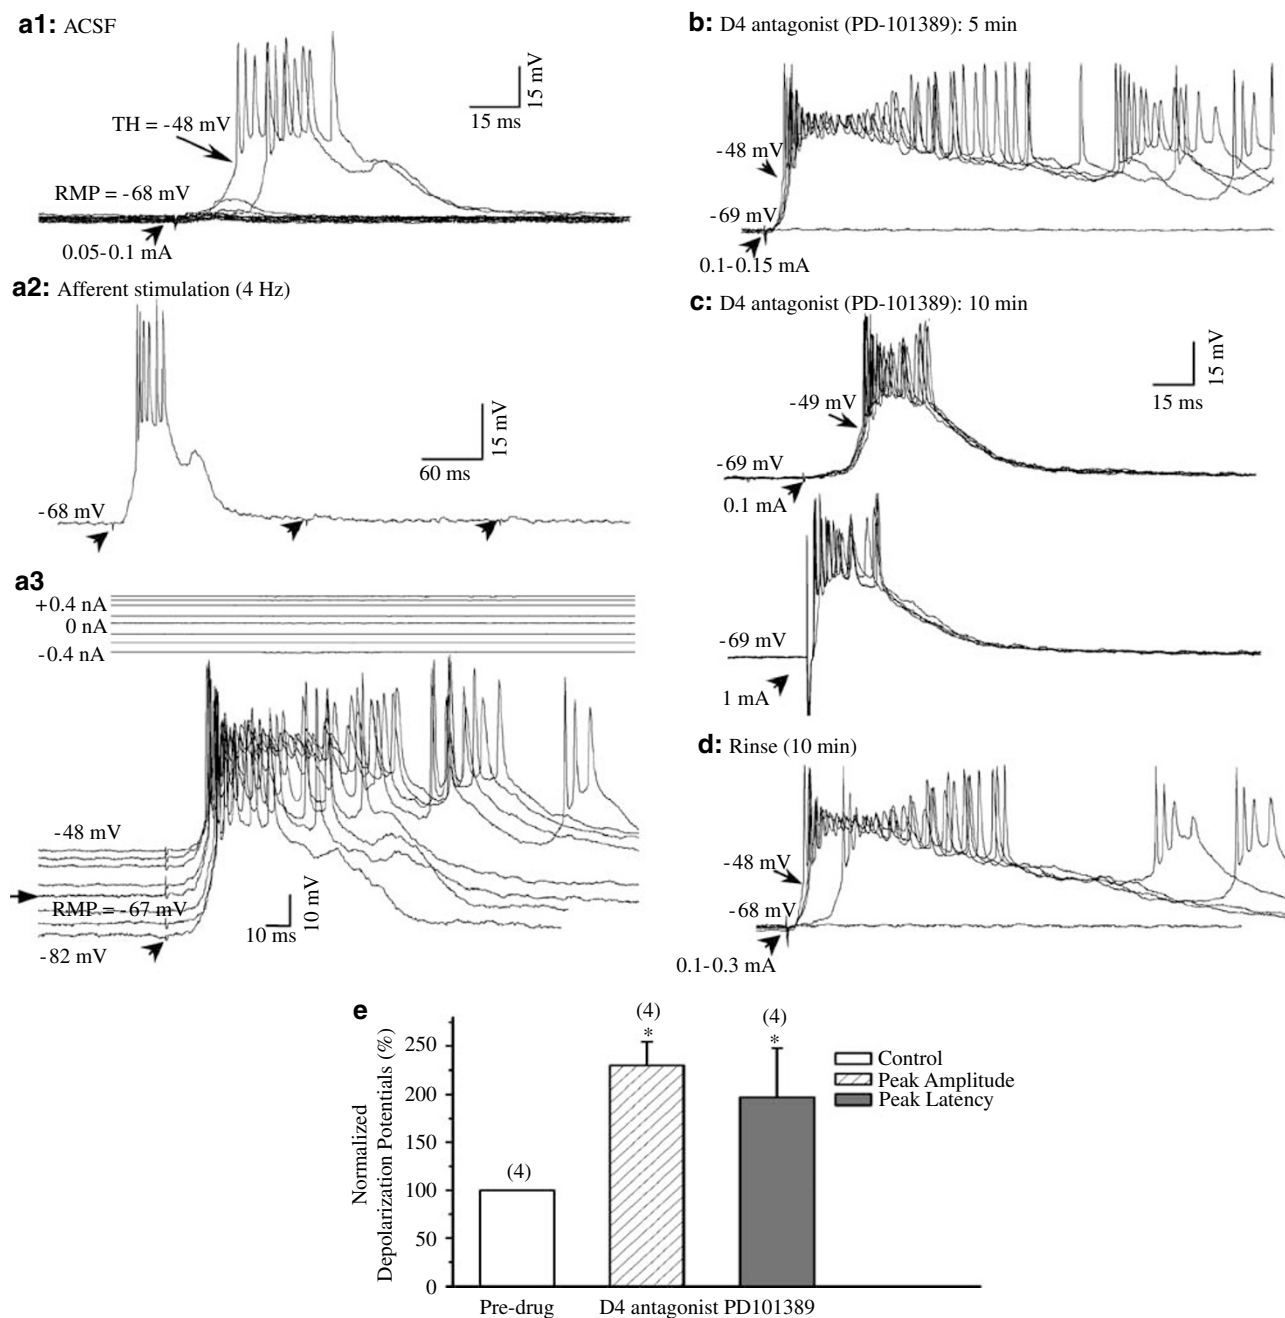 a1: ACSF
15 mV
15 ms
TH = -48 mV
RMP = -68 mV
0.05-0.1 mA
a2: Afferent stimulation (4 Hz)
15 mV
60 ms
-68 mV
a3
+0.4 nA
0 nA
-0.4 nA
-48 mV
RMP = -67 mV
10 mV
10 ms
-82 mV
b: D4 antagonist (PD-101389): 5 min
-48 mV
-69 mV
0.1-0.15 mA
c: D4 antagonist (PD-101389): 10 min
15 mV
15 ms
-49 mV
-69 mV
0.1 mA
-69 mV
1 mA
d: Rinse (10 min)
-48 mV
-68 mV
0.1-0.3 mA
e
Normalized
Depolarization Potentials (%)
250
200
150
100
50
0
(4)
(4)
*
(4)
*
Control
Peak Amplitude
Peak Latency
Pre-drug
D4 antagonist PD101389